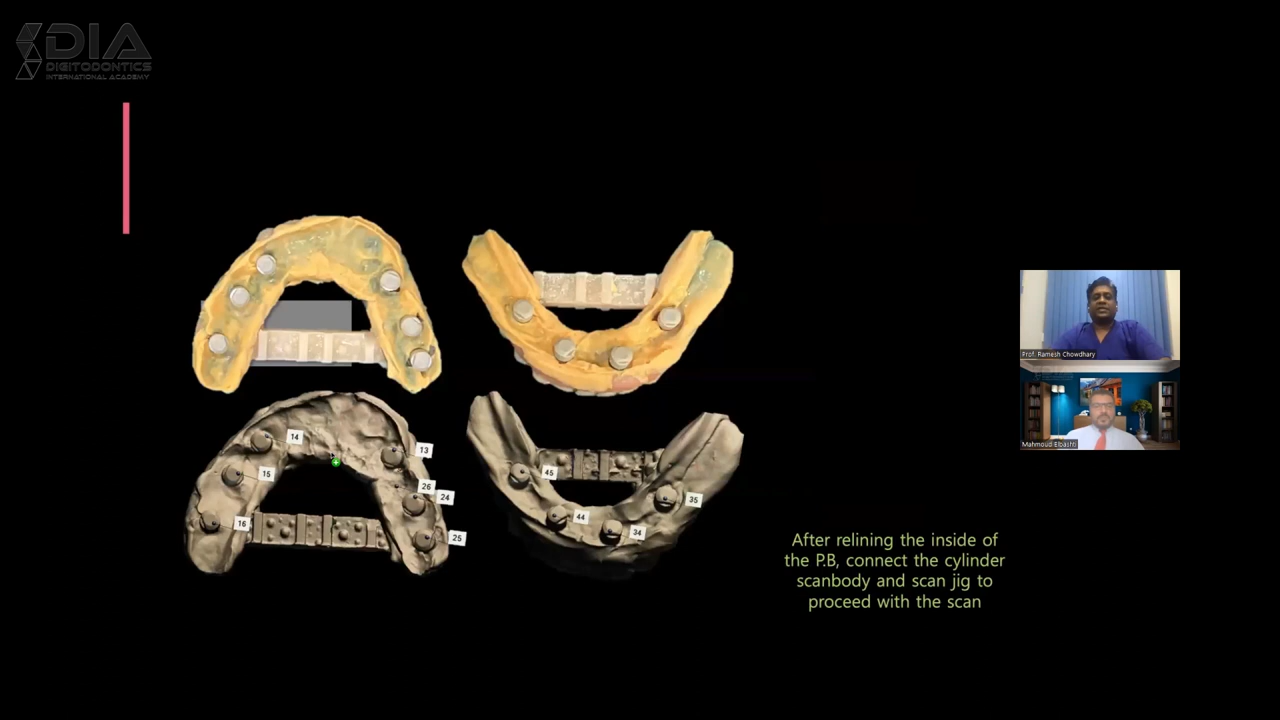 DIA
DIGITODONTICS
INTERNATIONAL ACADEMY
14
13
15
26
24
16
25
45
44
34
35
After relining the inside of
the P.B, connect the cylinder
scanbody and scan jig to
proceed with the scan
Prof. Ramesh Chowdhary
Mahmoud Elbashti